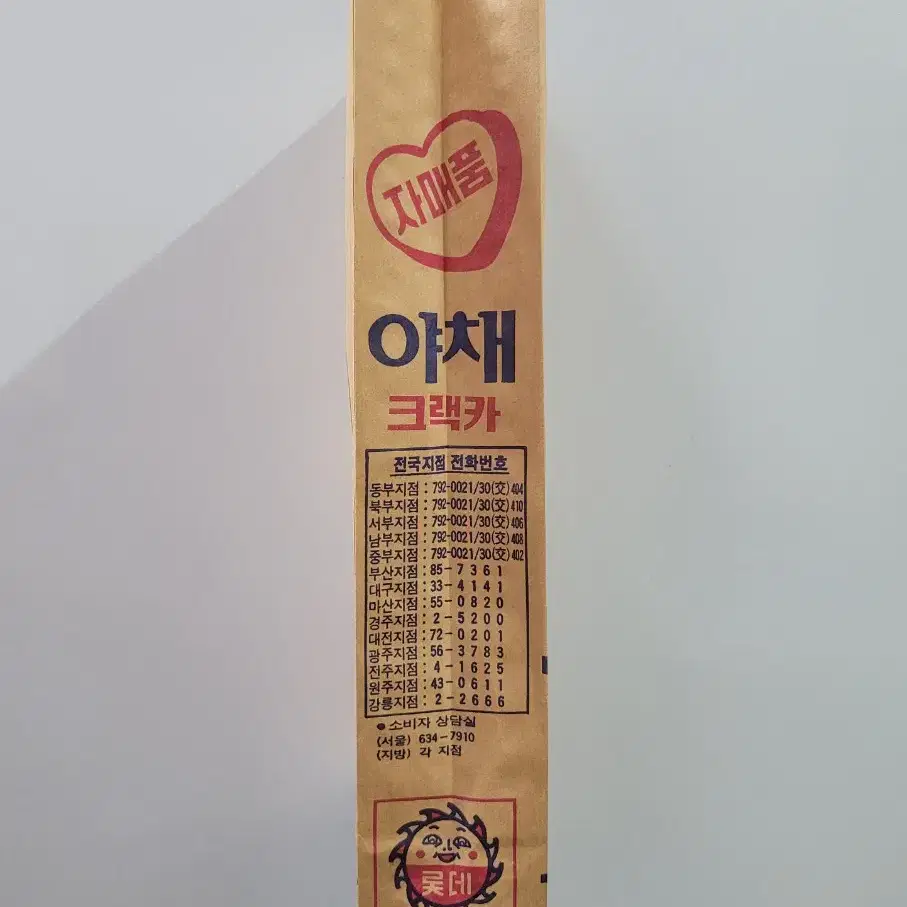 자매품
야채
크랙카
전국지점 전화번호
동부지점 : 792-0021/30(交)404
북부지점 : 792-0021/30(交)410
서부지점 : 792-0021/30(交)406
남부지점 : 792-0021/30(交)408
중부지점 : 792-0021/30(交)402
부산지점 : 85-7361
대구지점 : 33-4141
마산지점 : 55-0820
경주지점 : 2-5200
대전지점 : 72-0201
광주지점 : 56-3783
전주지점 : 4-1625
원주지점 : 43-0611
강릉지점 : 2-2666
●소비자 상담실
(서울) 634-7910
(지방) 각 지점
롯데